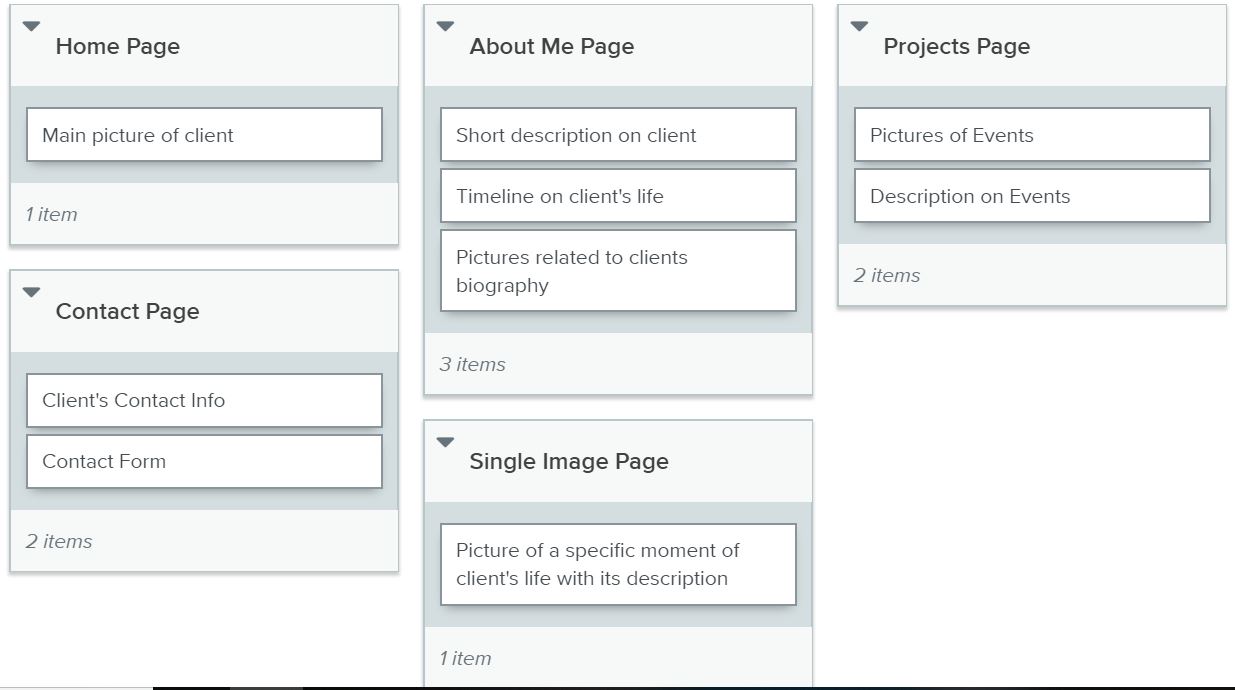 Home Page
Main picture of client
1 item
Contact Page
Client's Contact Info
Contact Form
2 items
About Me Page
Short description on client
Timeline on client's life
Pictures related to clients
biography
3 items
Single Image Page
Picture of a specific moment of
client's life with its description
1 item
Projects Page
Pictures of Events
Description on Events
2 items